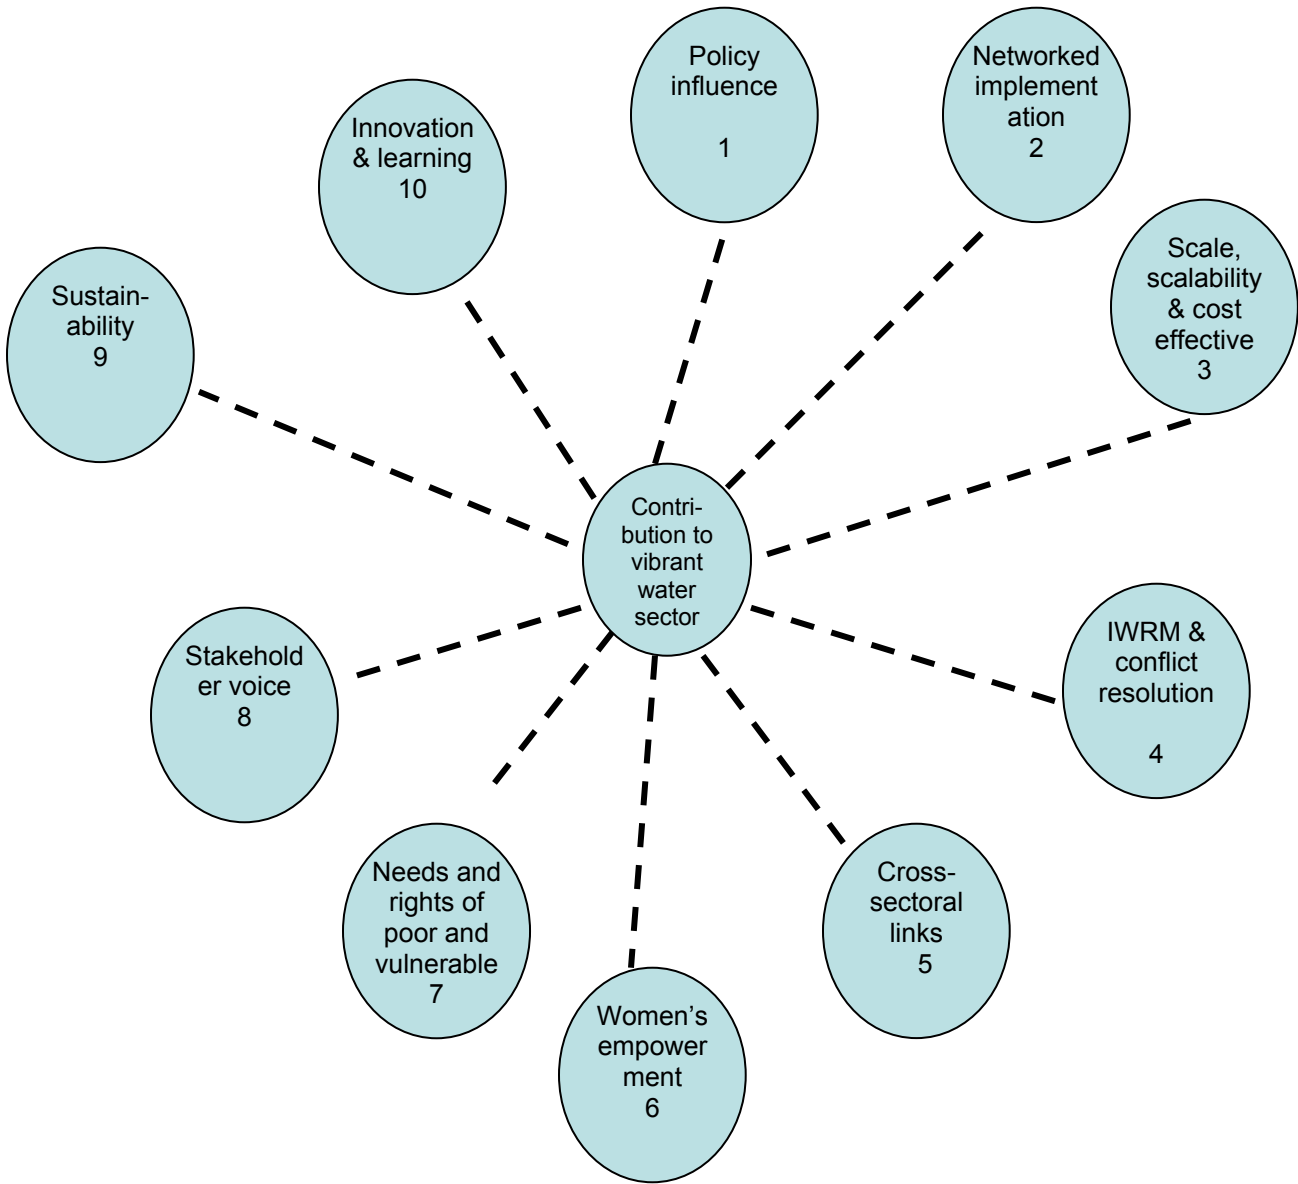 Policy
influence
1
Networked
implement
ation
2
Scale,
scalability
& cost
effective
3
IWRM &
conflict
resolution
4
Cross-
sectoral
links
5
Women’s
empower
ment
6
Needs and
rights of
poor and
vulnerable
7
Stakehold
er voice
8
Sustain-
ability
9
Innovation
& learning
10
Contri-
bution to
vibrant
water
sector